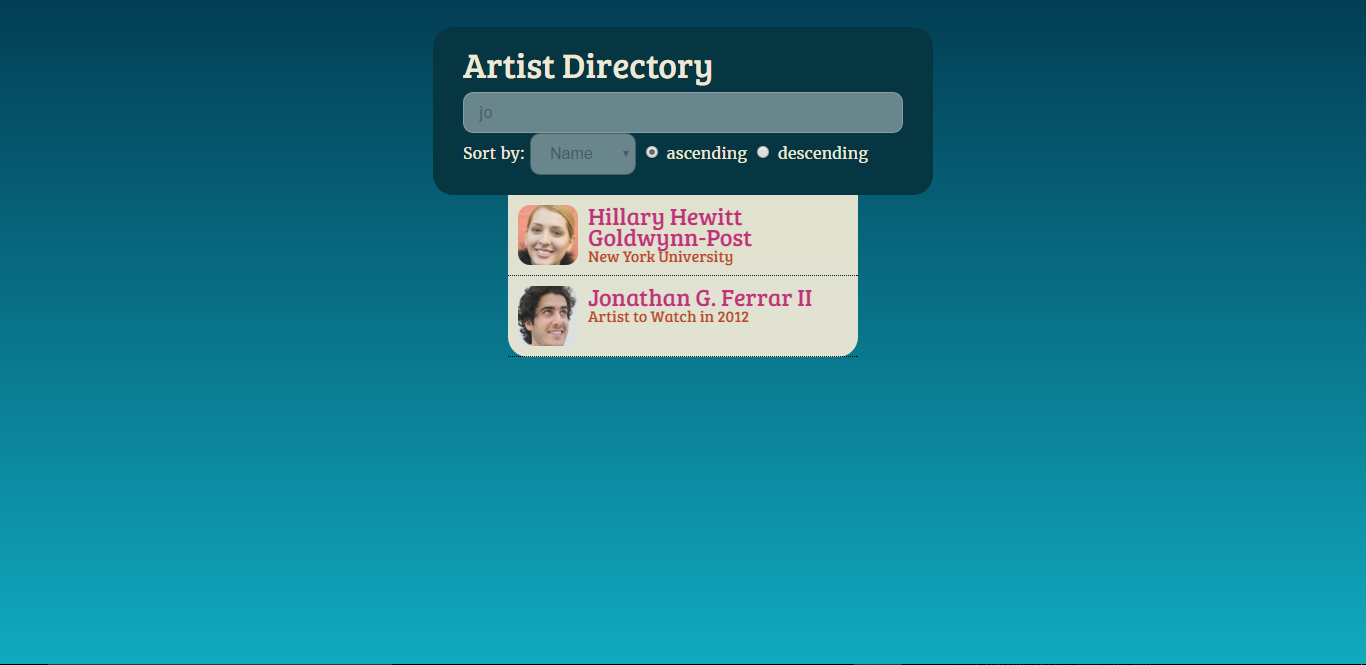 Artist Directory
jo
Sort by: Name ascending descending
Hillary Hewitt
Goldwynn-Post
New York University
Jonathan G. Ferrar II
Artist to Watch in 2012